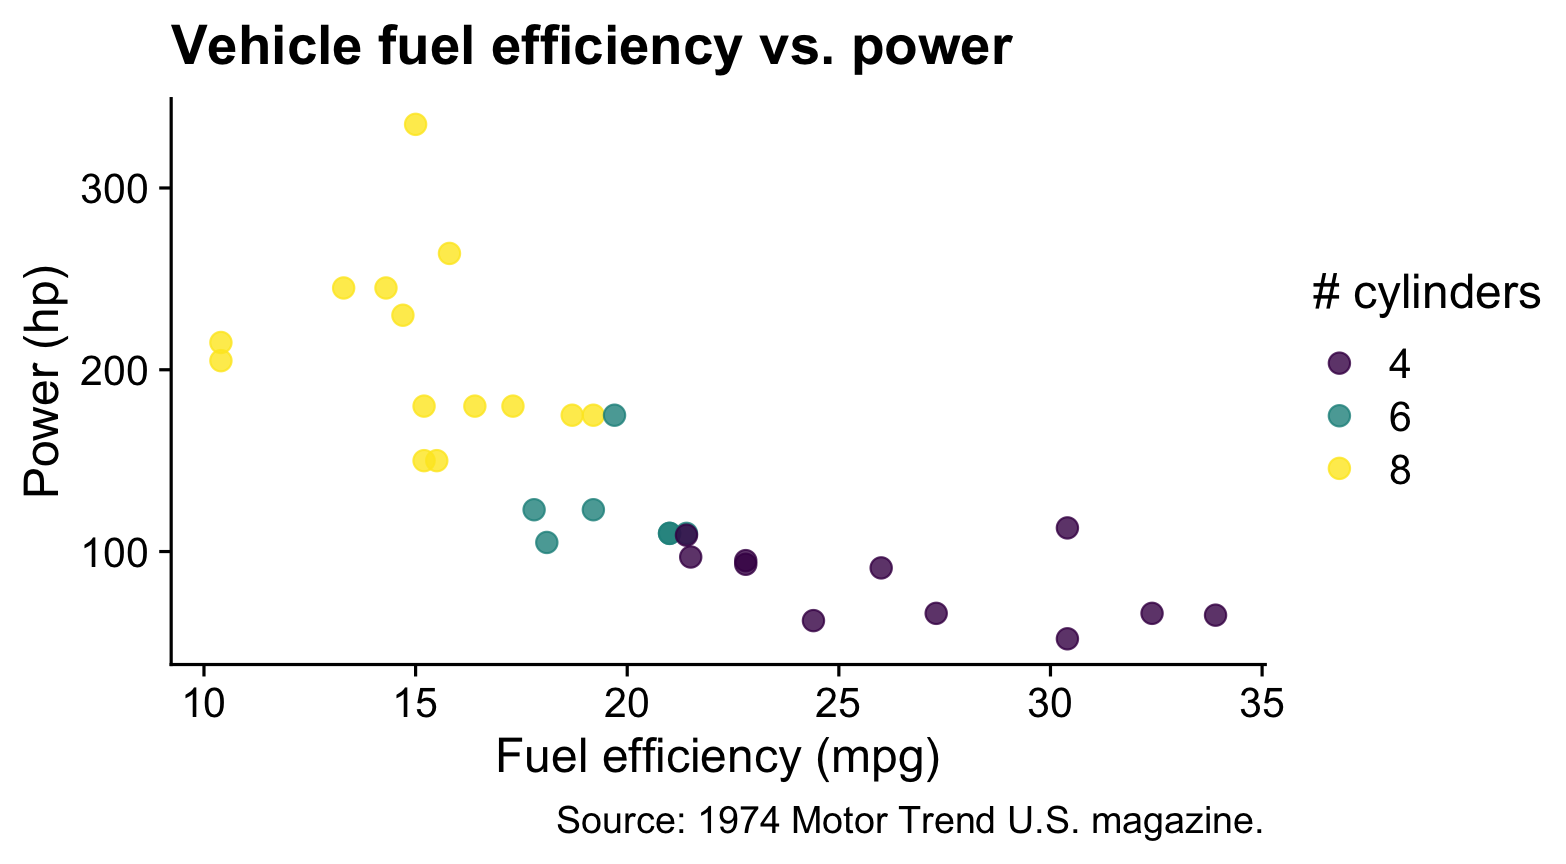 Vehicle fuel efficiency vs. power
300
200
100
Power (hp)
10 15 20 25 30 35
Fuel efficiency (mpg)
# cylinders
4
6
8
Source: 1974 Motor Trend U.S. magazine.